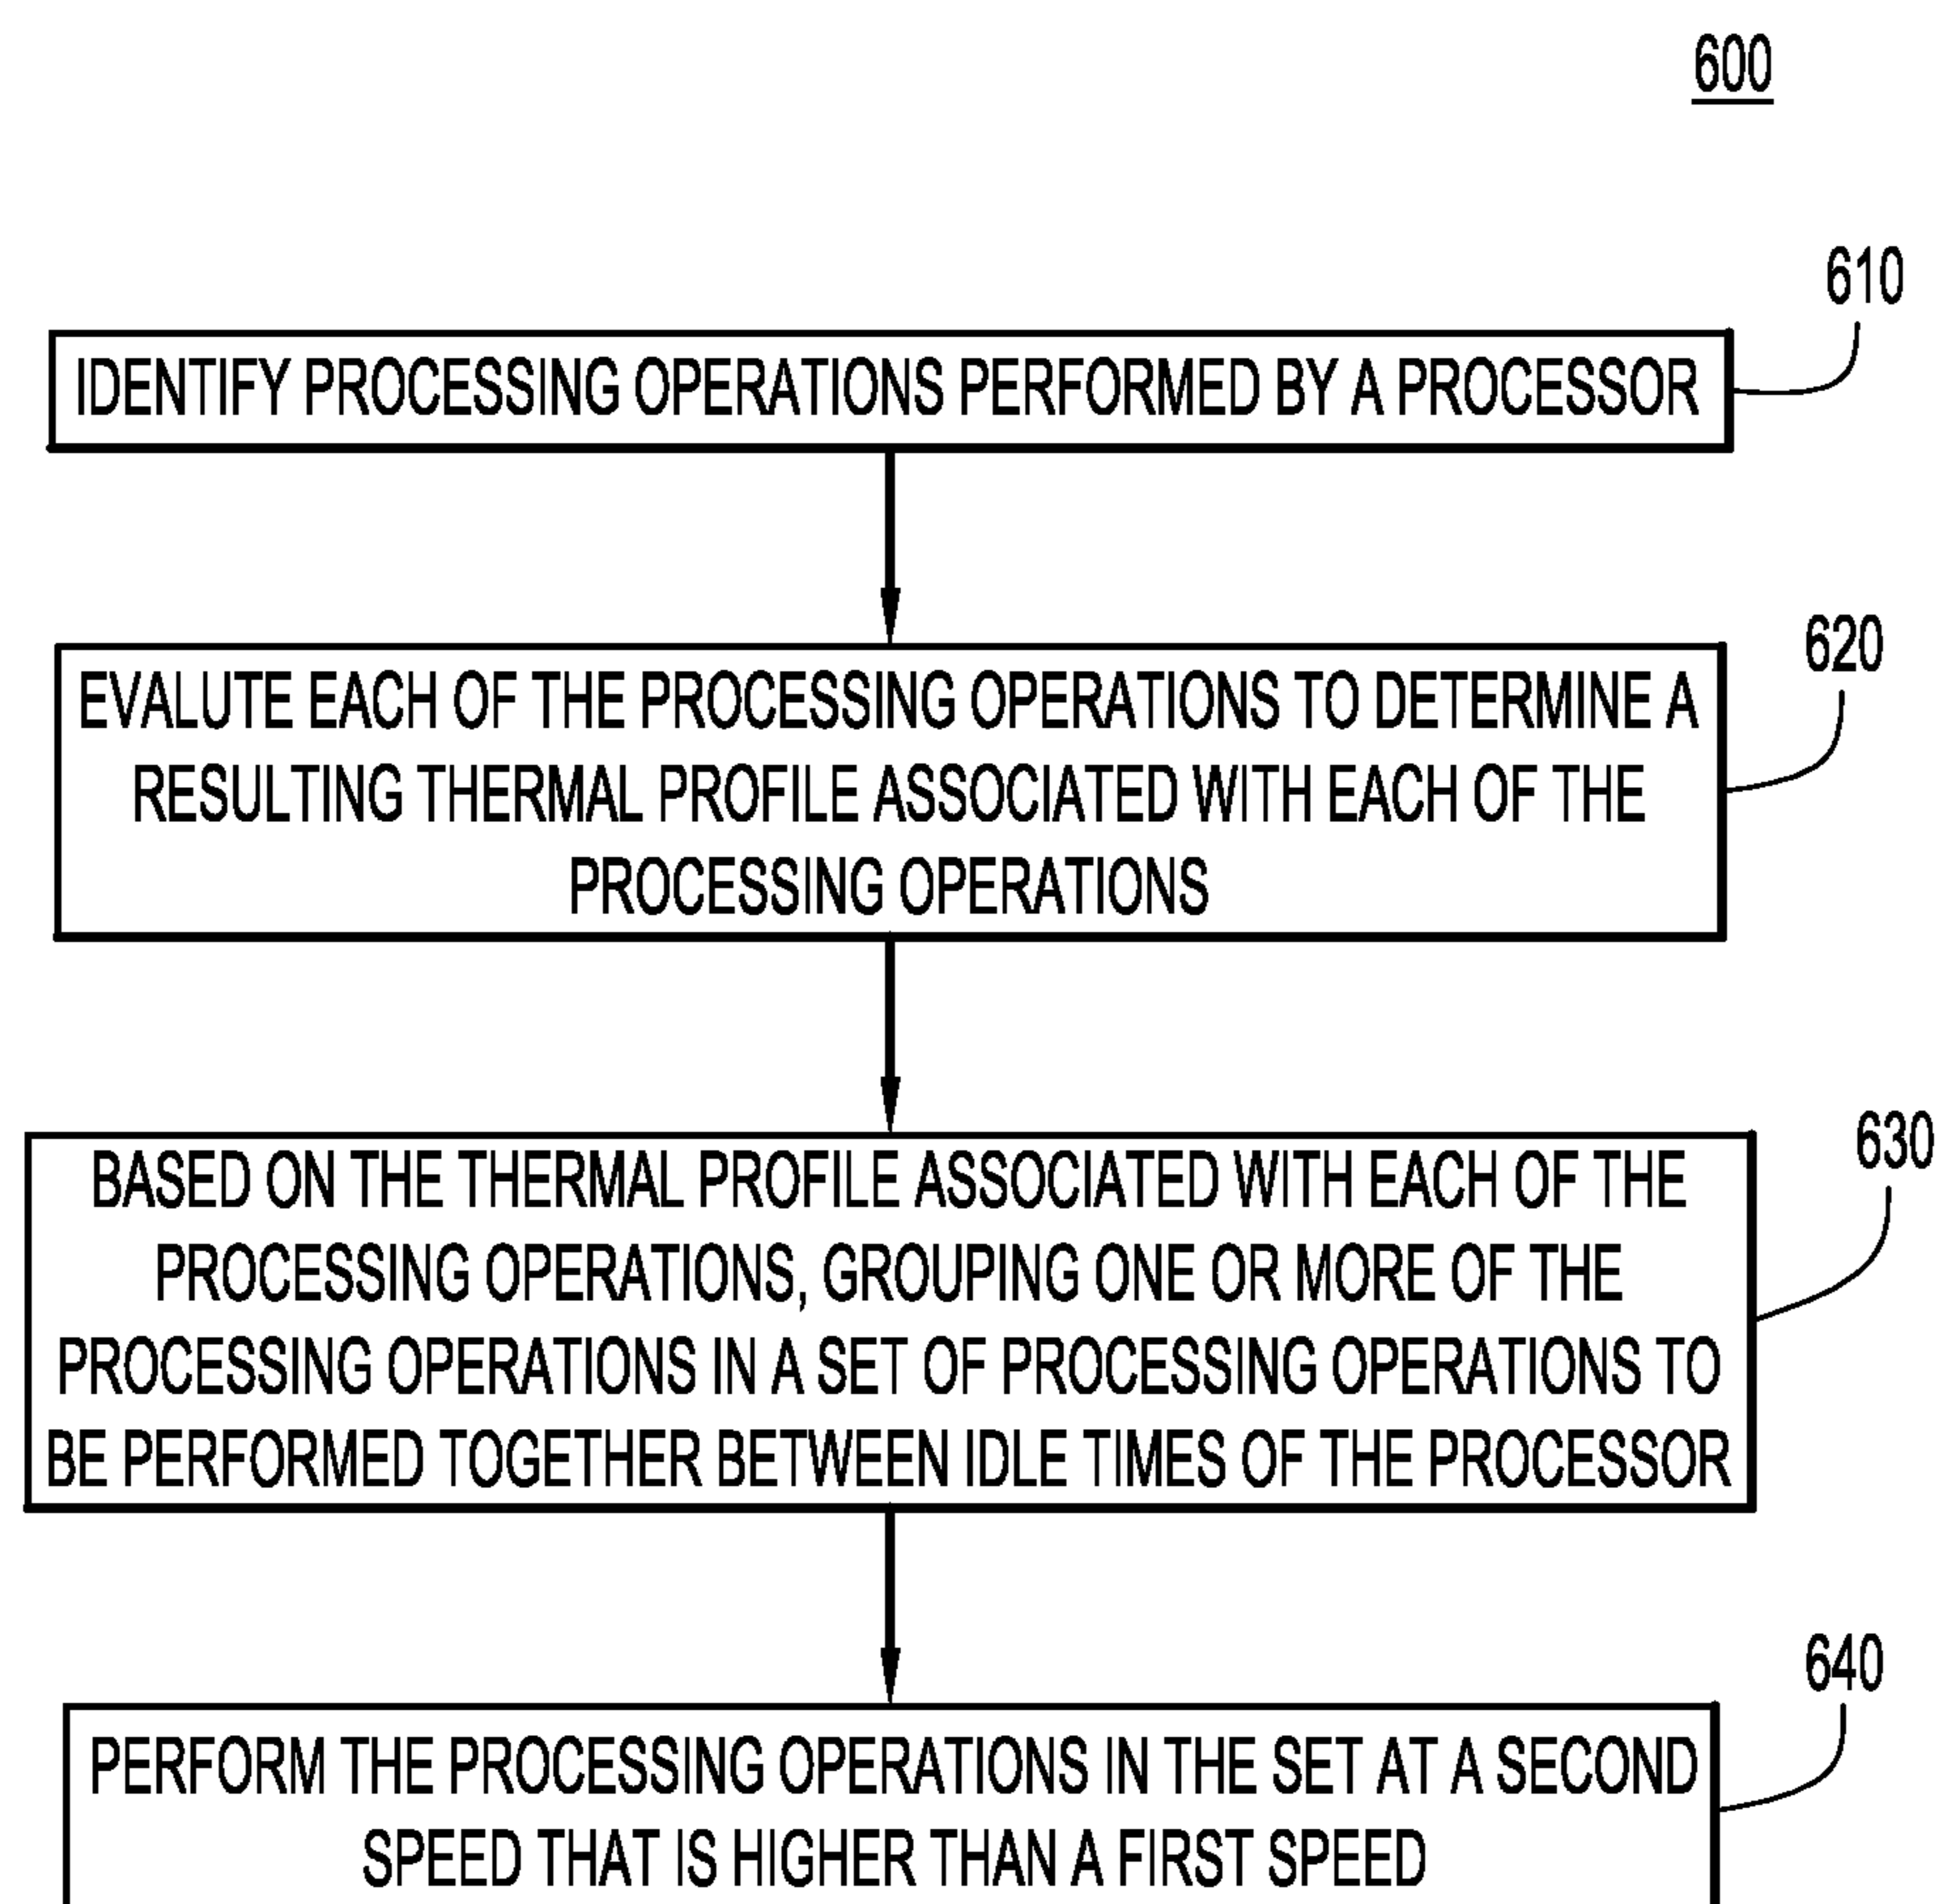 600
610
IDENTIFY PROCESSING OPERATIONS PERFORMED BY A PROCESSOR
620
EVALUTE EACH OF THE PROCESSING OPERATIONS TO DETERMINE A
RESULTING THERMAL PROFILE ASSOCIATED WITH EACH OF THE
PROCESSING OPERATIONS
630
BASED ON THE THERMAL PROFILE ASSOCIATED WITH EACH OF THE
PROCESSING OPERATIONS, GROUPING ONE OR MORE OF THE
PROCESSING OPERATIONS IN A SET OF PROCESSING OPERATIONS TO
BE PERFORMED TOGETHER BETWEEN IDLE TIMES OF THE PROCESSOR
640
PERFORM THE PROCESSING OPERATIONS IN THE SET AT A SECOND
SPEED THAT IS HIGHER THAN A FIRST SPEED